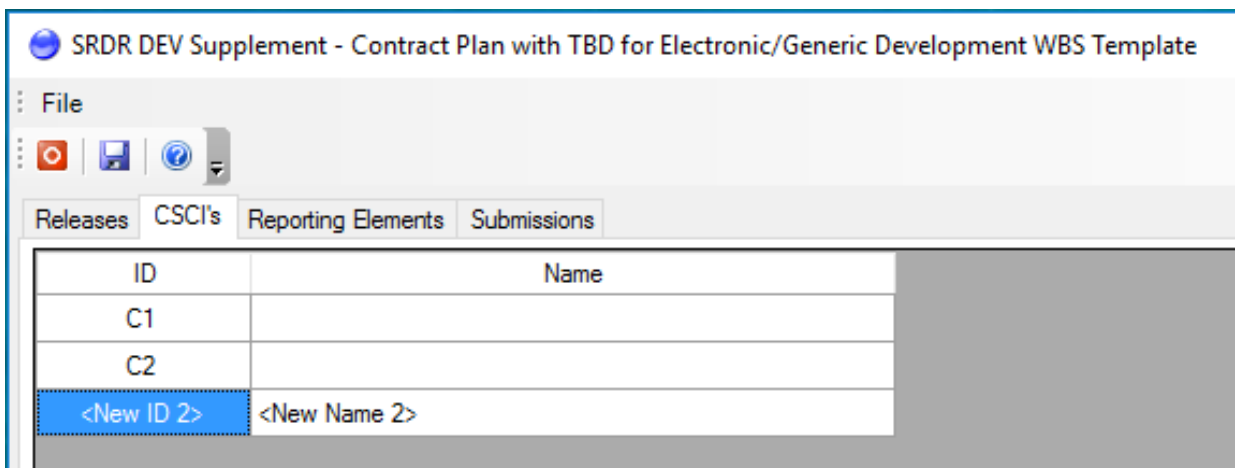 SRDR DEV Supplement - Contract Plan with TBD for Electronic/Generic Development WBS Template
File
Releases CSCI's Reporting Elements Submissions
ID Name
C1
C2
<New ID 2> <New Name 2>